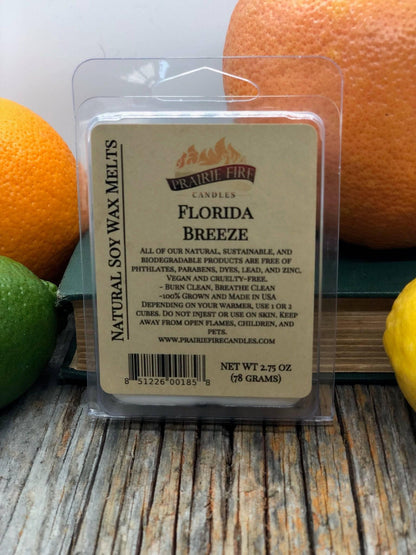 PRAIRIE FIRE
CANDLES
FLORIDA
BREEZE
NATURAL SOY WAX MELTS
ALL OF OUR NATURAL, SUSTAINABLE, AND
BIODEGRADABLE PRODUCTS ARE FREE OF
PHTHLATES, PARABENS, DYES, LEAD, AND ZINC.
VEGAN AND CRUELTY-FREE.
- BURN CLEAN, BREATHE CLEAN
-100% GROWN AND MADE IN USA
DEPENDING ON YOUR WARMER, USE 1 OR 2
CUBES. DO NOT INJEST OR USE ON SKIN. KEEP
AWAY FROM OPEN FLAMES, CHILDREN, AND
PETS.
WWW.PRAIRIEFIRECANDLES.COM
8 51226 00185 8
NET WT 2.75 OZ
(78 GRAMS)